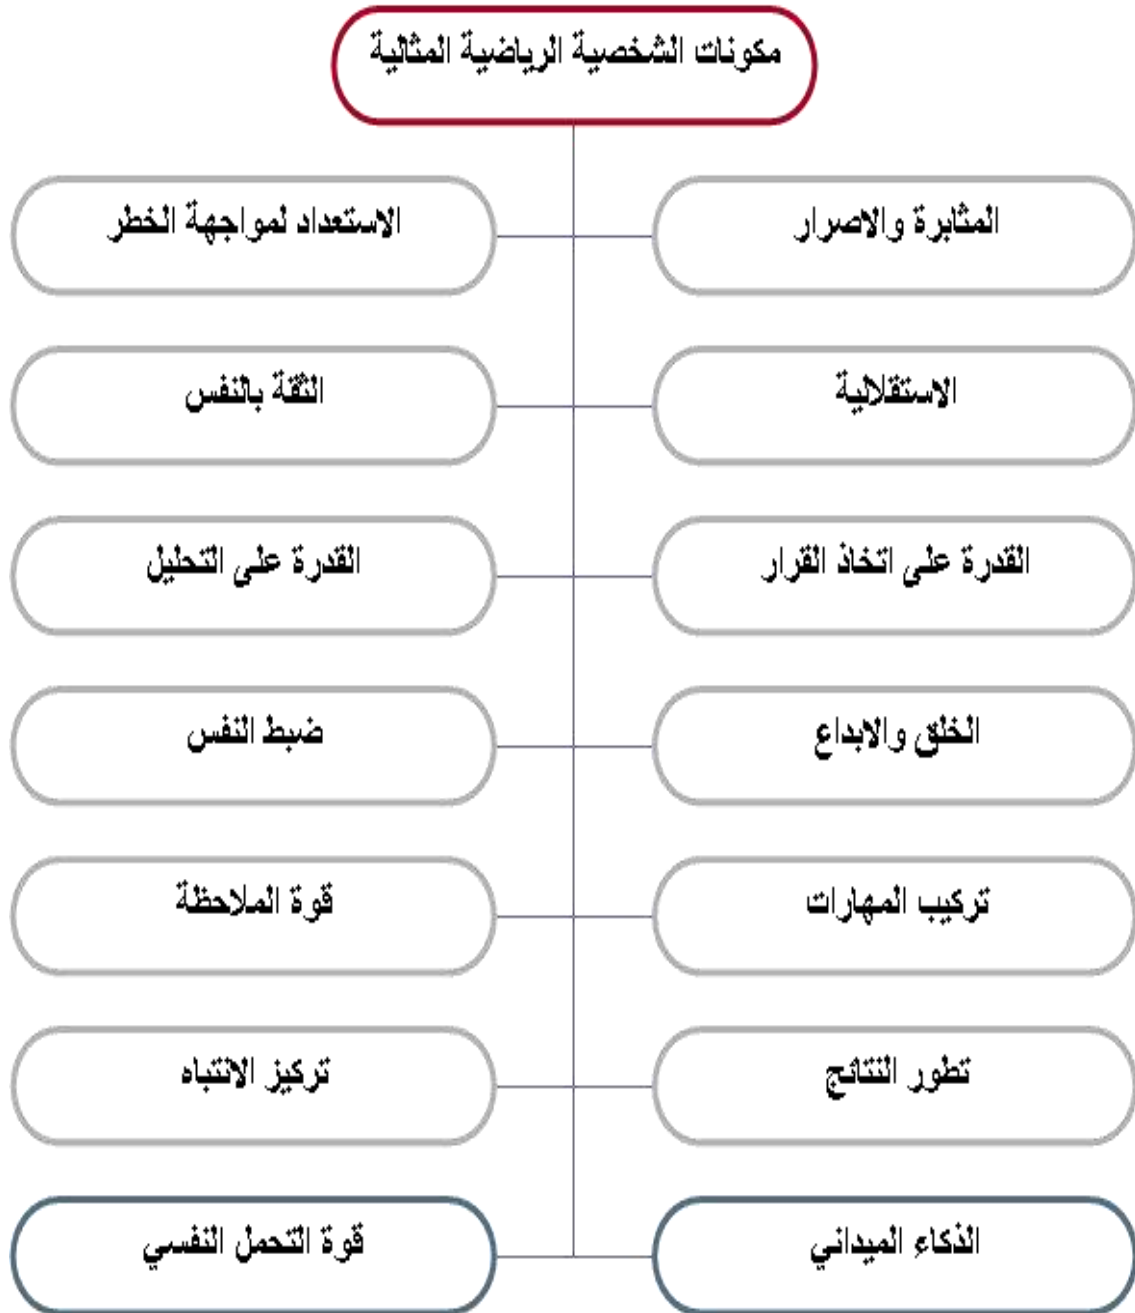 مكونات الشخصية الرياضية المثالية
المثابرة والاصرار
الاستعداد لمواجهة الخطر
الاستقلالية
الثقة بالنفس
القدرة على اتخاذ القرار
القدرة على التحليل
الخلق والابداع
ضبط النفس
تركيب المهارات
قوة الملاحظة
تطور النتائج
تركيز الانتباه
الذكاء الميداني
قوة التحمل النفسي